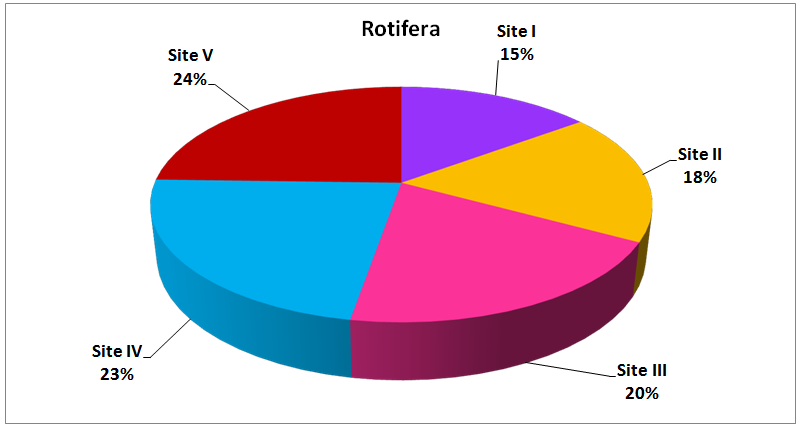 Rotifera
Site I
15%
Site II
18%
Site III
20%
Site IV
23%
Site V
24%